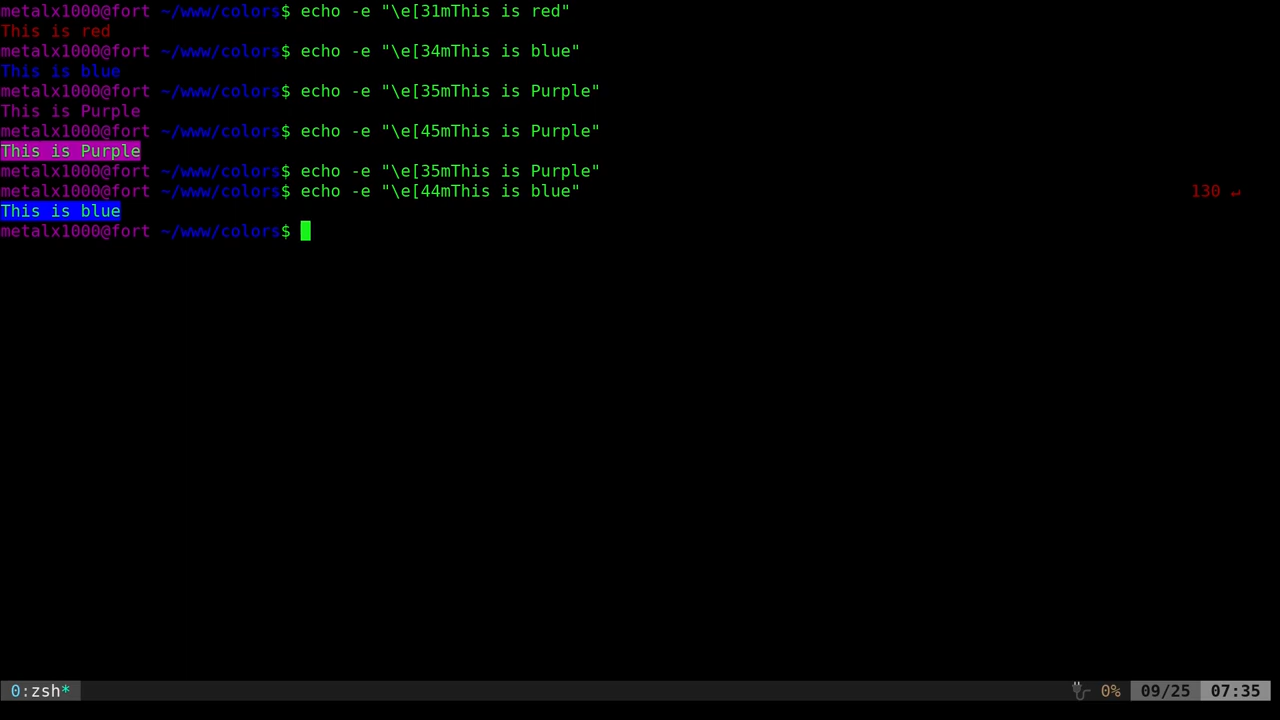 metalx1000@fort ~/www/colors$ echo -e "\e[31mThis is red"
This is red
metalx1000@fort ~/www/colors$ echo -e "\e[34mThis is blue"
This is blue
metalx1000@fort ~/www/colors$ echo -e "\e[35mThis is Purple"
This is Purple
metalx1000@fort ~/www/colors$ echo -e "\e[45mThis is Purple"
This is Purple
metalx1000@fort ~/www/colors$ echo -e "\e[35mThis is Purple"
metalx1000@fort ~/www/colors$ echo -e "\e[44mThis is blue" 130 ↵
This is blue
metalx1000@fort ~/www/colors$
0:zsh* 0% 09/25 07:35